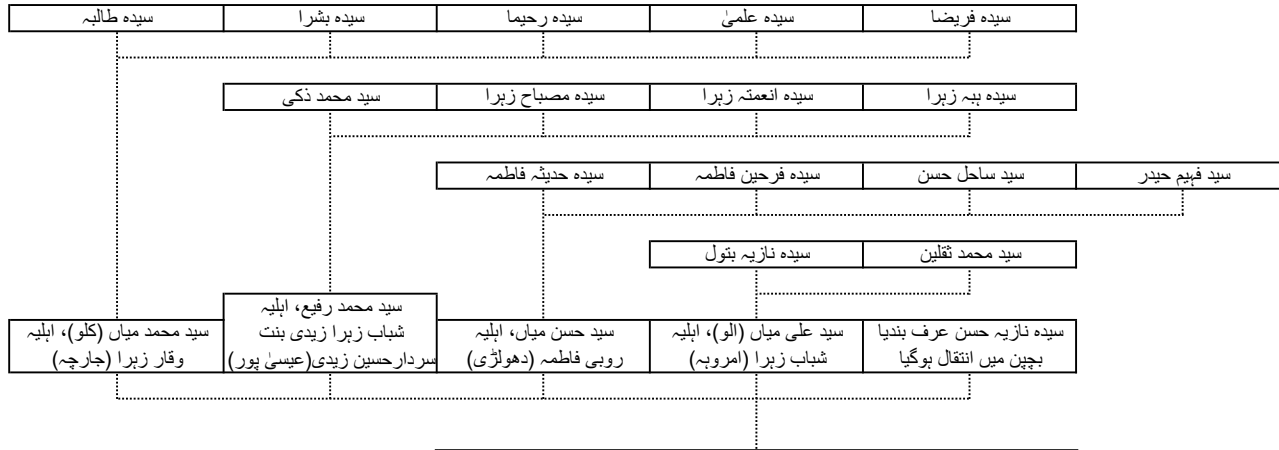 سیدہ فریضا
سیدہ علمیٰ
سیدہ رحیما
سیدہ بشرا
سیدہ طالبہ
سیدہ ہبہ زہرا
سیدہ انعمتہ زہرا
سیدہ مصباح زہرا
سید محمد ذکی
سید فہیم حیدر
سید ساحل حسن
سیدہ فرحین فاطمہ
سیدہ حدیثہ فاطمہ
سید محمد ثقلین
سیدہ نازیہ بتول
سیدہ نازیہ حسن عرف بندیا
بچپن میں انتقال ہوگیا
سید علی میاں (الو)، اہلیہ
شباب زہرا (امروہہ)
سید حسن میاں، اہلیہ
روبی فاطمہ (دھولڑی)
سید محمد رفیع، اہلیہ
شباب زہرا زیدی بنت
سردارحسین زیدی(عیسیٰ پور)
سید محمد میاں (کلو)، اہلیہ
وقار زہرا (جارچہ)